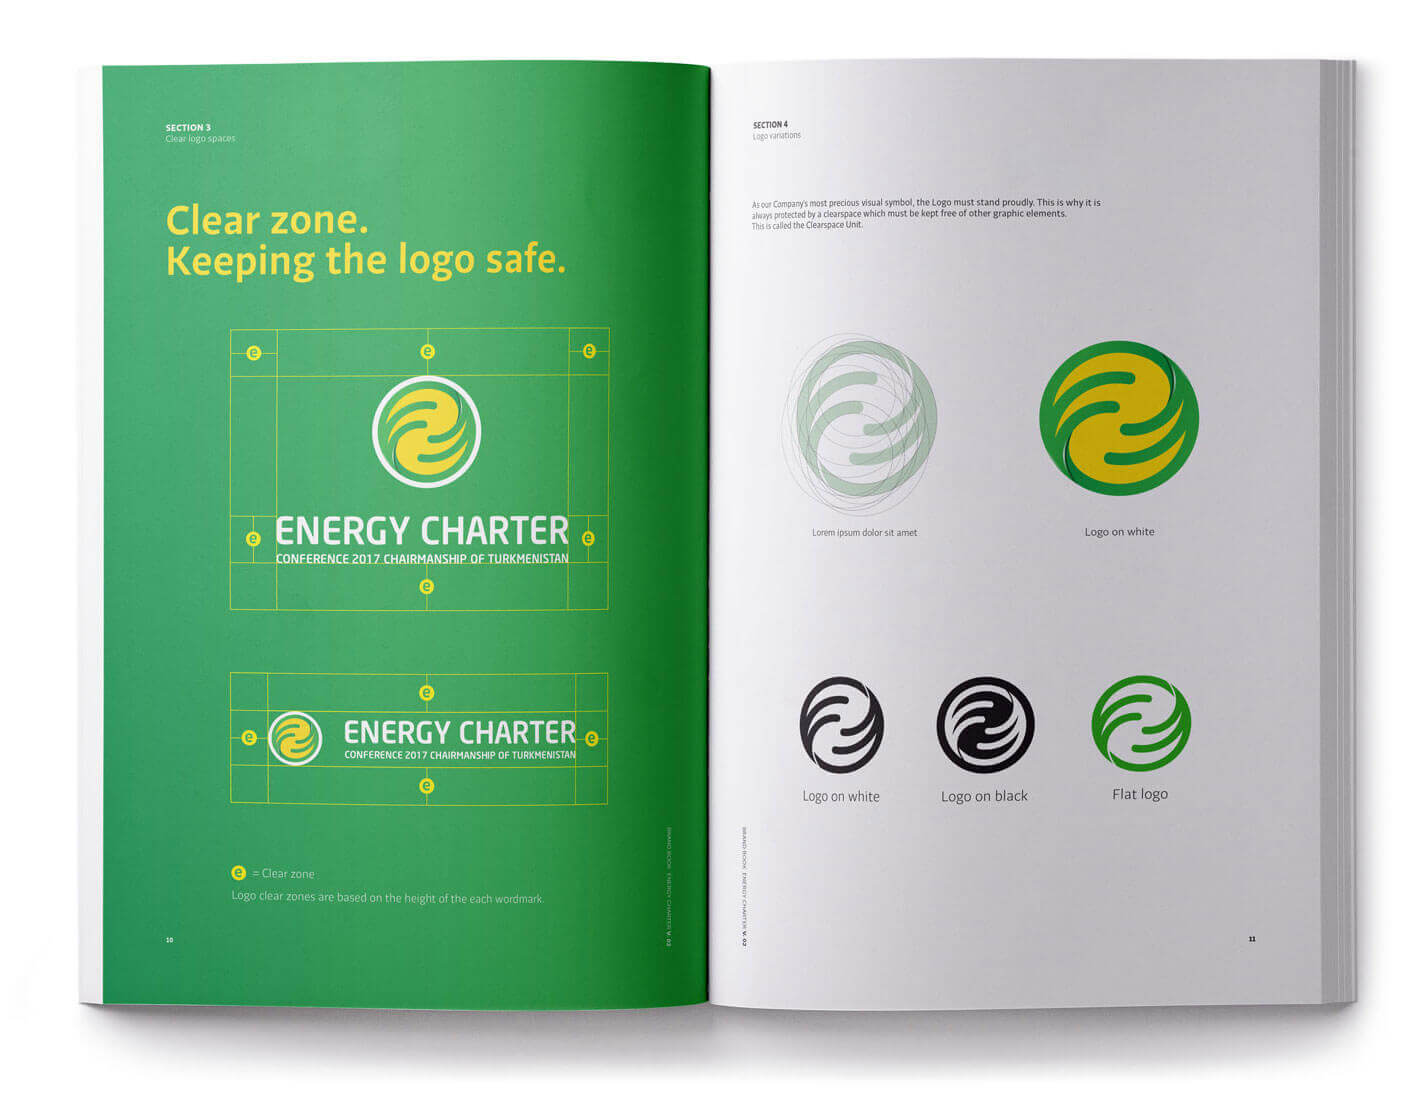 SECTION 3
Clear logo spaces
Clear zone.
Keeping the logo safe.
e
e
e
e
ENERGY CHARTER
e
CONFERENCE 2017 CHAIRMANSHIP OF TURKMENISTAN
e
e
e
ENERGY CHARTER
e
CONFERENCE 2017 CHAIRMANSHIP OF TURKMENISTAN
e
e = Clear zone
Logo clear zones are based on the height of the each wordmark.
BRAND BOOK ENERGY CHARTER V. 02
10
SECTION 4
Logo variations
As our Company's most precious visual symbol, the Logo must stand proudly. This is why it is
always protected by a clearspace which must be kept free of other graphic elements.
This is called the Clearspace Unit.
Lorem ipsum dolor sit amet
Logo on white
Logo on white
Logo on black
Flat logo
BRAND BOOK ENERGY CHARTER V. 02
11